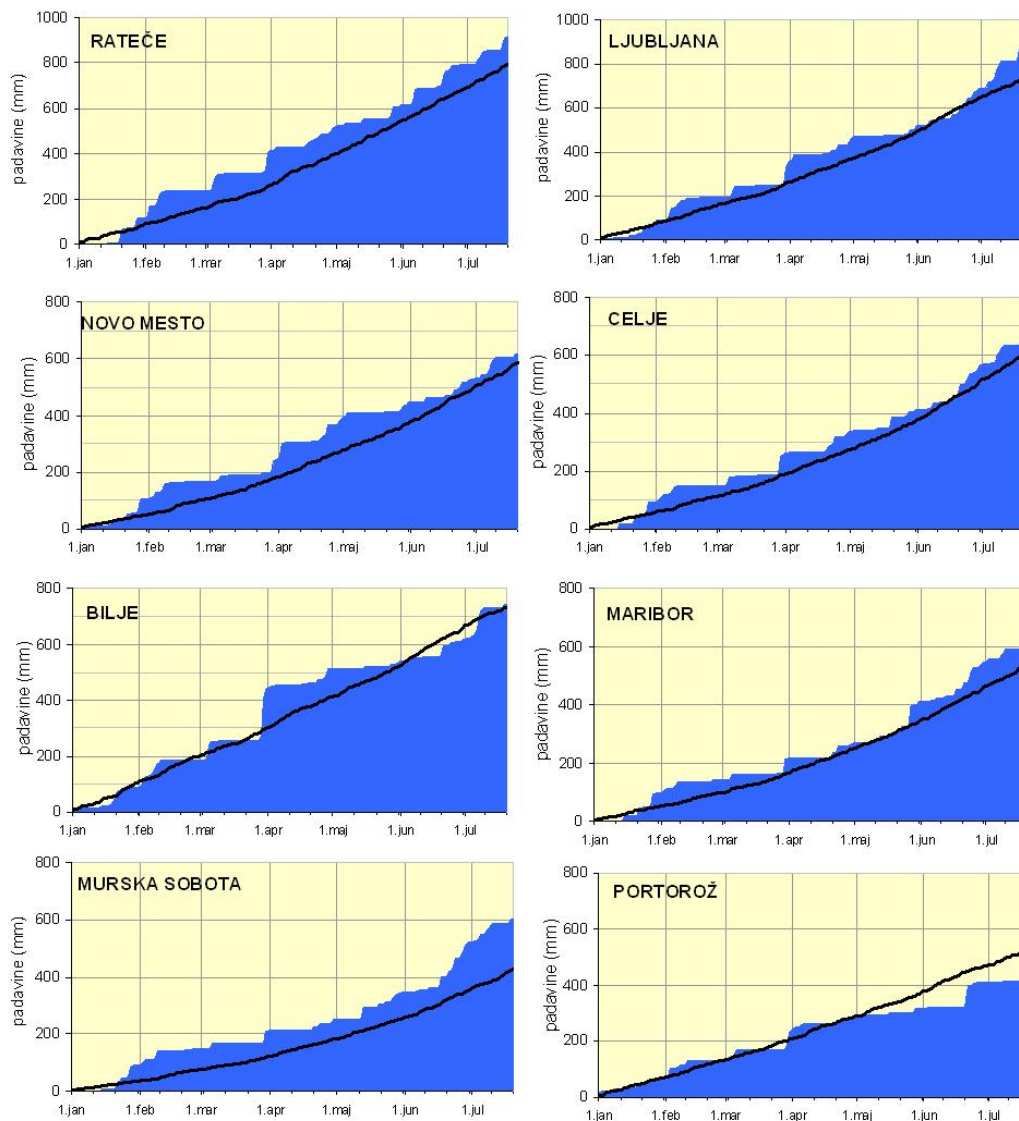 RATEČE
padavine (mm)
1000
800
600
400
200
0
1.jan 1.feb 1.mar 1.apr 1.maj 1.jun 1.jul
LJUBLJANA
padavine (mm)
1000
800
600
400
200
0
1.jan 1.feb 1.mar 1.apr 1.maj 1.jun 1.jul
NOVO MESTO
padavine (mm)
800
600
400
200
0
1.jan 1.feb 1.mar 1.apr 1.maj 1.jun 1.jul
CELJE
padavine (mm)
800
600
400
200
0
1.jan 1.feb 1.mar 1.apr 1.maj 1.jun 1.jul
BILJE
padavine (mm)
800
600
400
200
0
1.jan 1.feb 1.mar 1.apr 1.maj 1.jun 1.jul
MARIBOR
padavine (mm)
800
600
400
200
0
1.jan 1.feb 1.mar 1.apr 1.maj 1.jun 1.jul
MURSKA SOBOTA
padavine (mm)
800
600
400
200
0
1.jan 1.feb 1.mar 1.apr 1.maj 1.jun 1.jul
PORTOROŽ
padavine (mm)
800
600
400
200
0
1.jan 1.feb 1.mar 1.apr 1.maj 1.jun 1.jul